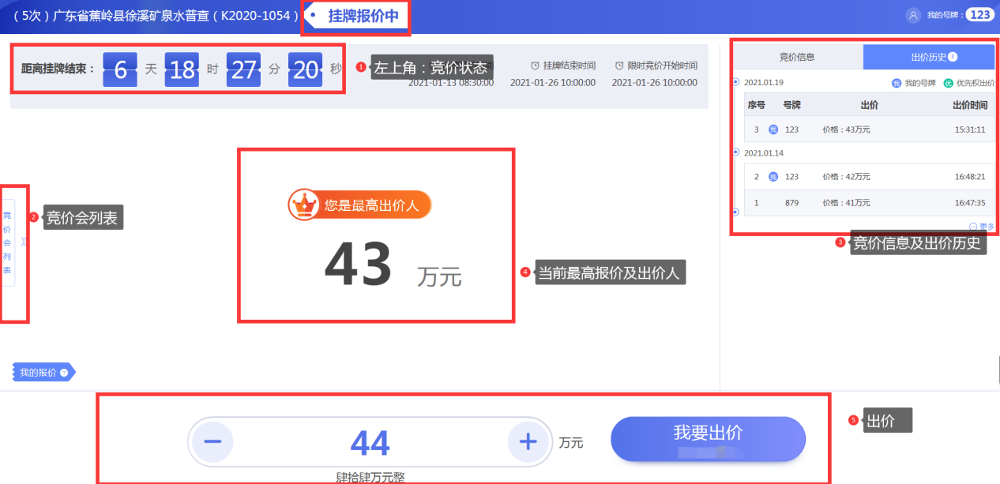 （5次）广东省蕉岭县徐溪矿泉水普查（K2020-1054）
挂牌报价中
我的号牌：123
距离挂牌结束： 6 天 18 时 27 分 20 秒
1 左上角：竞价状态
2021-01-13 08:30:00
挂牌结束时间
2021-01-26 10:00:00
限时竞价开始时间
2021-01-26 10:00:00
竞价信息
出价历史 3
2021.01.19
我 我的号牌 优 优先权出价
序号 号牌 出价 出价时间
3 我 123 价格：43万元 15:31:11
2021.01.14
2 我 123 价格：42万元 16:48:21
1 879 价格：41万元 16:47:35
更多
3 竞价信息及出价历史
竞价会列表
2 竞价会列表
您是最高出价人
43 万元
4 当前最高报价及出价人
我的报价 ?
44
万元
肆拾肆万元整
我要出价
5 出价